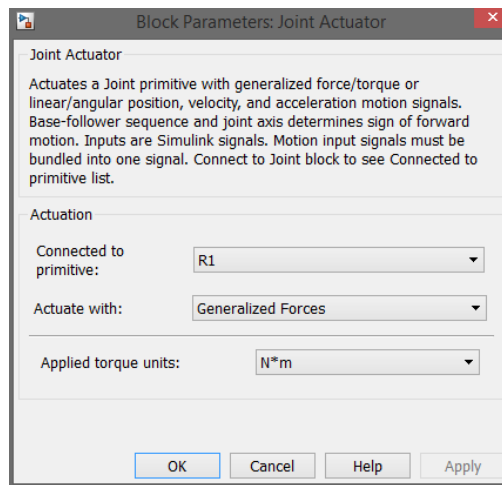 Block Parameters: Joint Actuator
Joint Actuator
Actuates a Joint primitive with generalized force/torque or
linear/angular position, velocity, and acceleration motion signals.
Base-follower sequence and joint axis determines sign of forward
motion. Inputs are Simulink signals. Motion input signals must be
bundled into one signal. Connect to Joint block to see Connected to
primitive list.
Actuation
Connected to
primitive:
R1
Actuate with:
Generalized Forces
Applied torque units:
N*m
OK
Cancel
Help
Apply